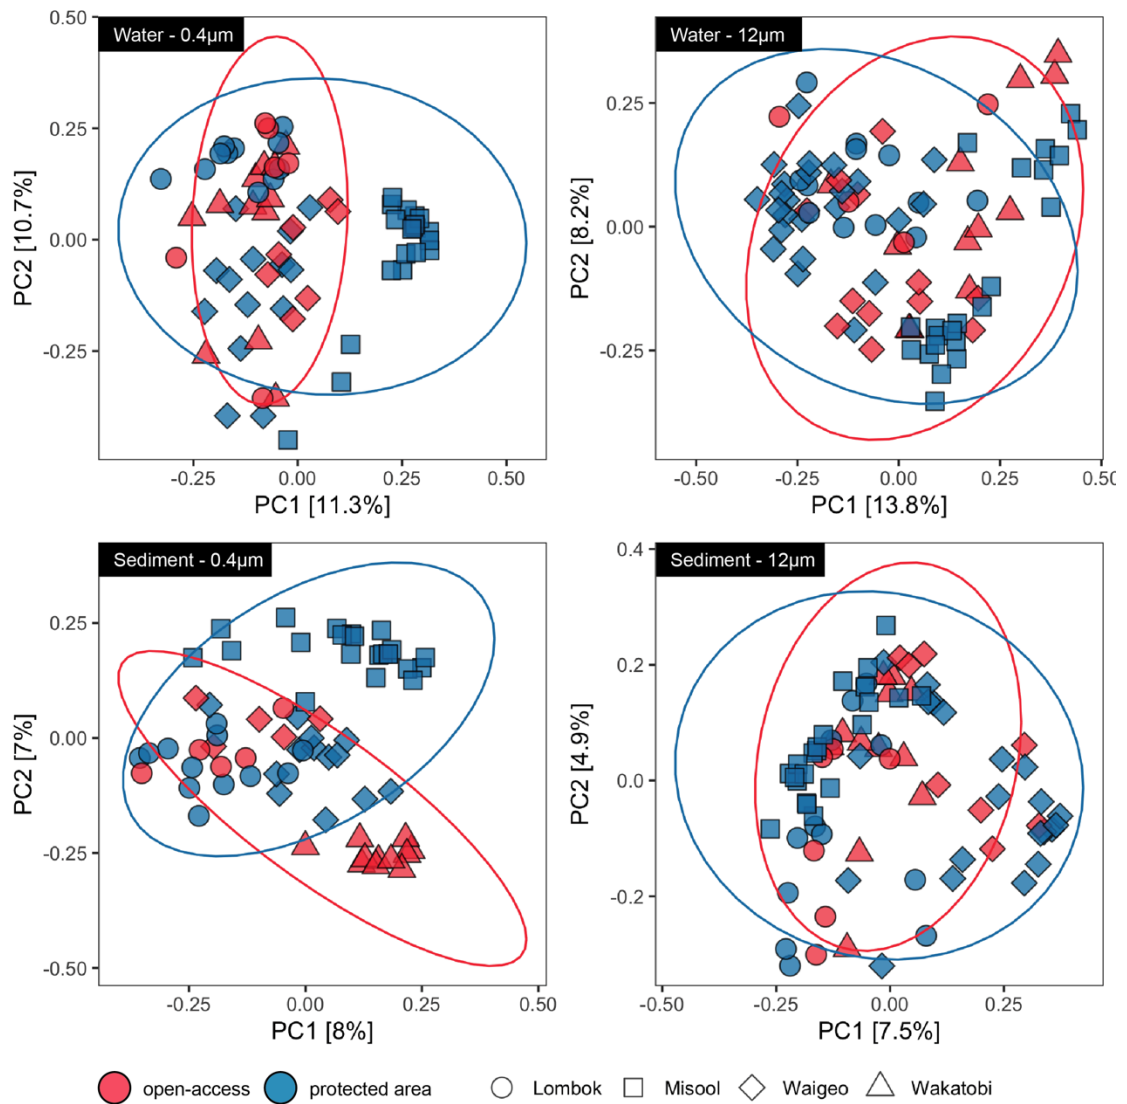 Water - 0.4µm
0.50
0.25
0.00
-0.25
PC2 [10.7%]
-0.25 0.00 0.25 0.50
PC1 [11.3%]
Water - 12µm
0.25
0.00
-0.25
PC2 [8.2%]
-0.50 -0.25 0.00 0.25 0.50
PC1 [13.8%]
Sediment - 0.4µm
0.25
0.00
-0.25
-0.50
PC2 [7%]
-0.25 0.00 0.25 0.50
PC1 [8%]
Sediment - 12µm
0.4
0.2
0.0
-0.2
PC2 [4.9%]
-0.50 -0.25 0.00 0.25
PC1 [7.5%]
open-access protected area Lombok Misool Waigeo Wakatobi